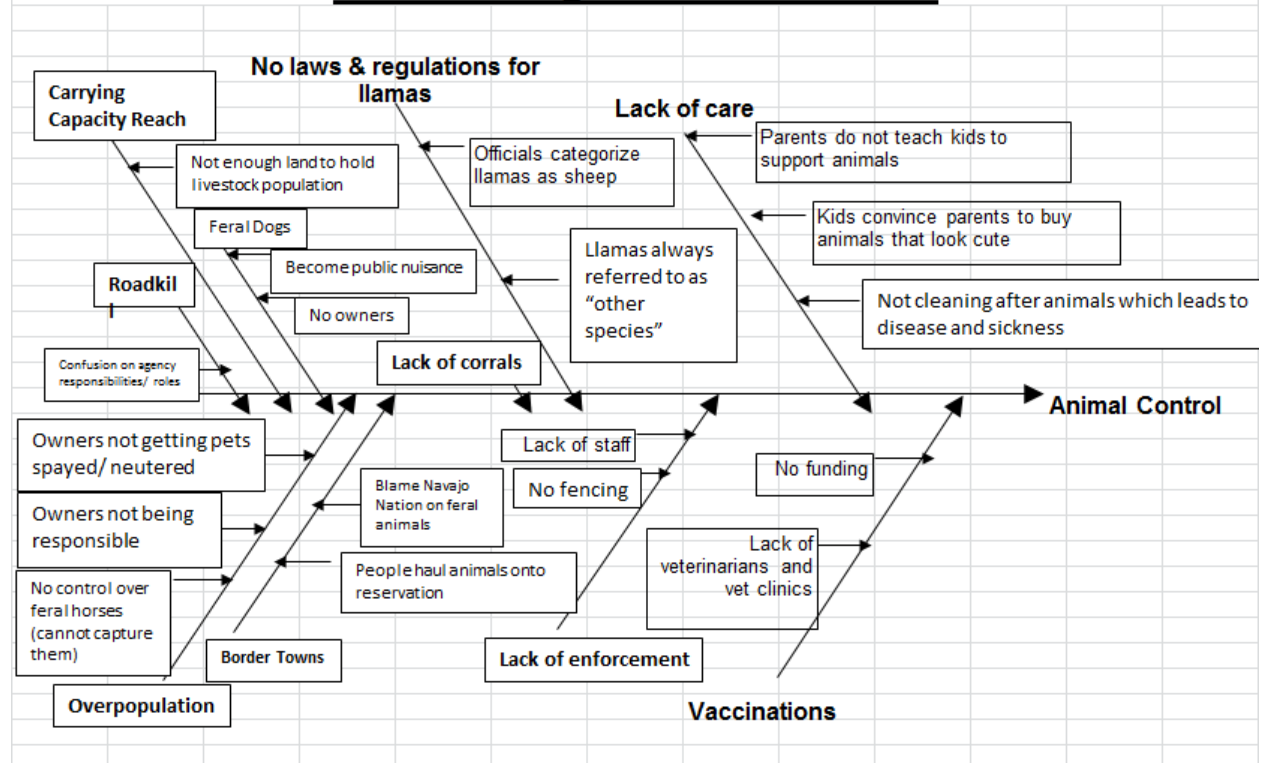 No laws & regulations for
llamas
Carrying
Capacity Reach
Lack of care
Parents do not teach kids to
support animals
Officials categorize
llamas as sheep
Not enough land to hold
livestock population
Kids convince parents to buy
animals that look cute
Feral Dogs
Llamas always
referred to as
“other
species”
Become public nuisance
Roadkil
l
No owners
Not cleaning after animals which leads to
disease and sickness
Lack of corrals
Confusion on agency
responsibilities/ roles
Animal Control
Owners not getting pets
spayed/ neutered
Lack of staff
No funding
Blame Navajo
Nation on feral
animals
No fencing
Owners not being
responsible
Lack of
veterinarians and
vet clinics
People haul animals onto
reservation
No control over
feral horses
(cannot capture
them)
Border Towns
Lack of enforcement
Overpopulation
Vaccinations